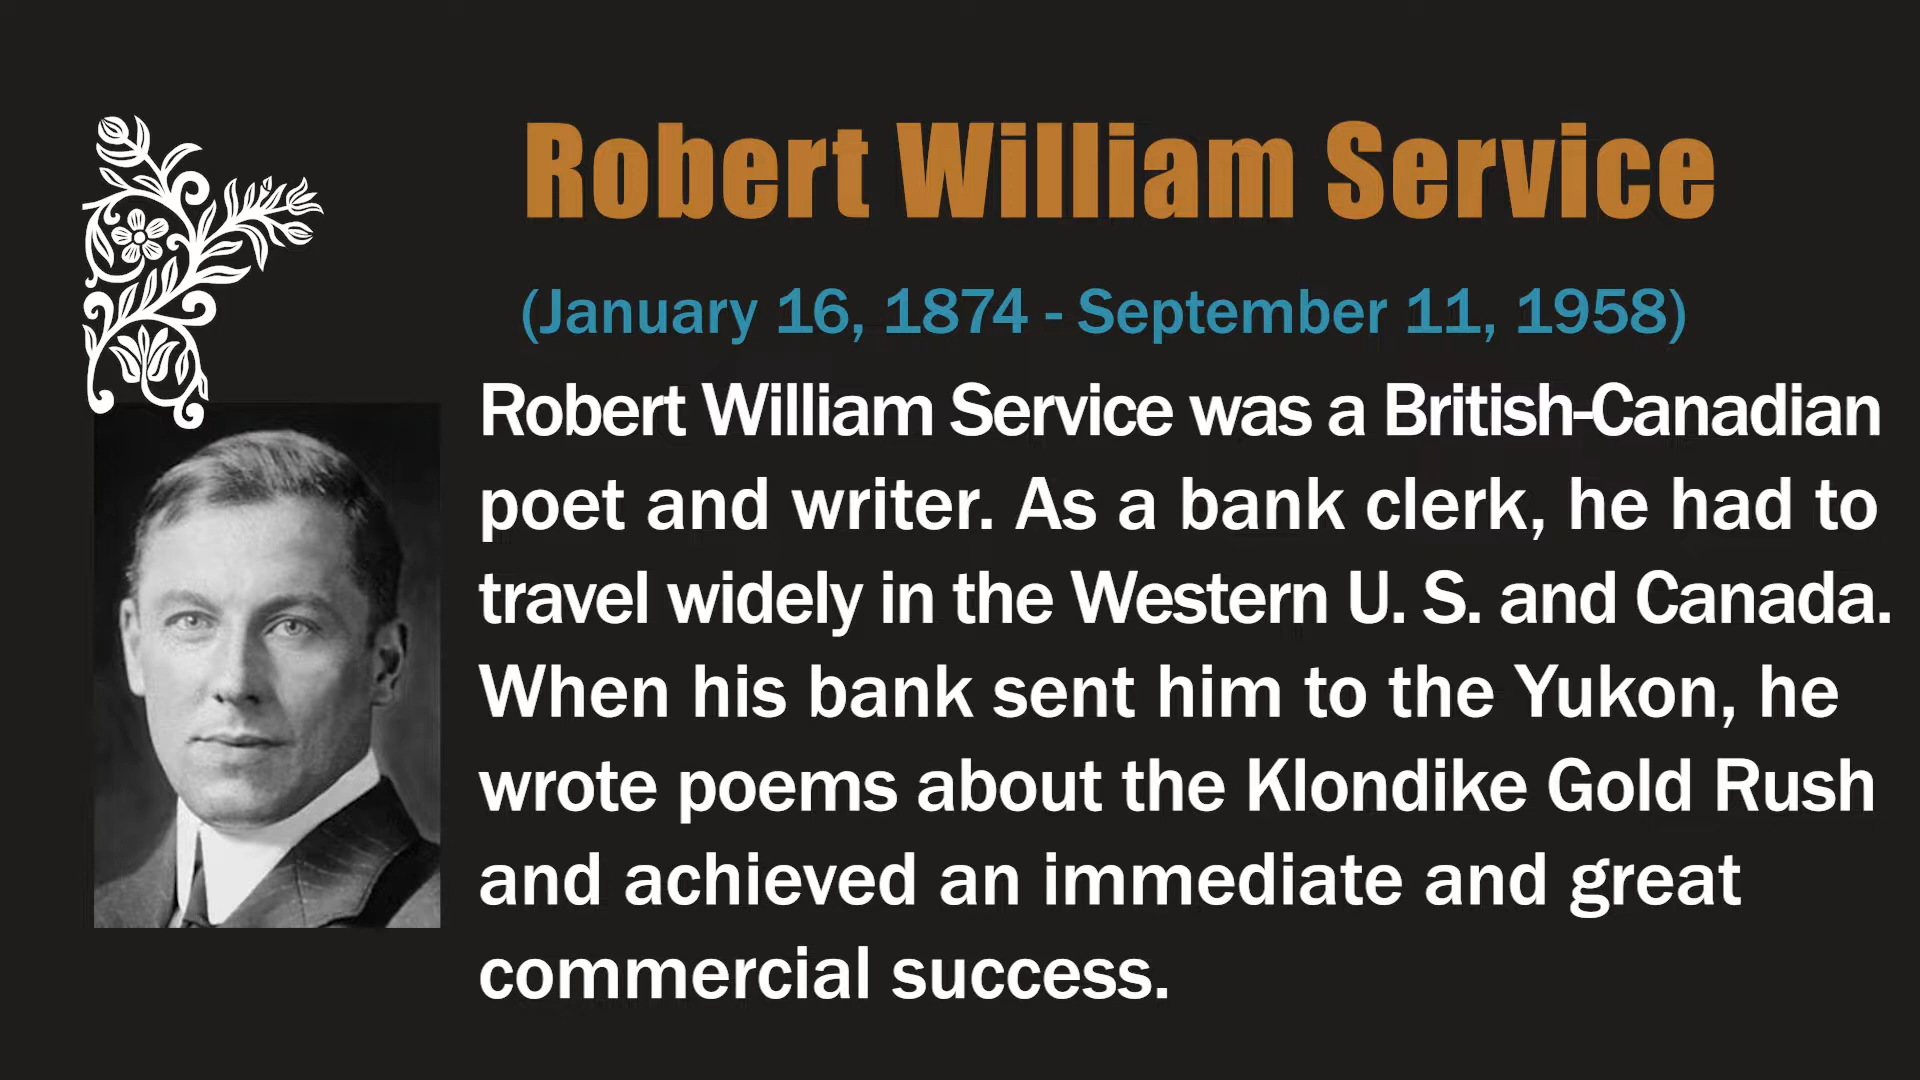 Robert William Service
(January 16, 1874 - September 11, 1958)
Robert William Service was a British-Canadian
poet and writer. As a bank clerk, he had to
travel widely in the Western U. S. and Canada.
When his bank sent him to the Yukon, he
wrote poems about the Klondike Gold Rush
and achieved an immediate and great
commercial success.